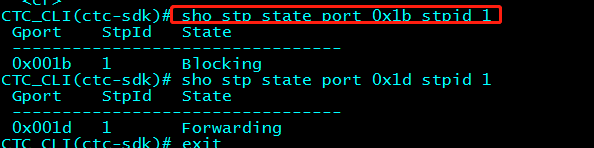 <cr>
CTC_CLI(ctc-sdk)# sho stp state port 0x1b stpid 1
Gport StpId State
----------------------------------
0x001b 1 Blocking
CTC_CLI(ctc-sdk)# sho stp state port 0x1d stpid 1
Gport StpId State
----------------------------------
0x001d 1 Forwarding
CTC_CLI(ctc-sdk)# exit